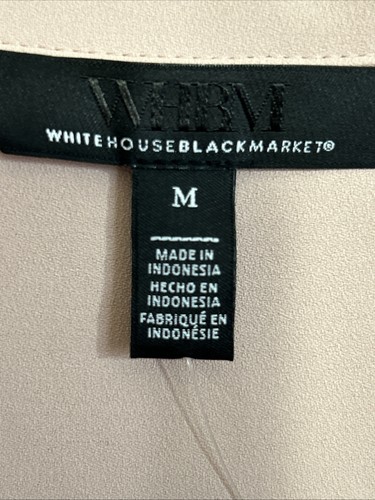 WHBM
WHITEHOUSEBLACKMARKET®
M
MADE IN
INDONESIA
HECHO EN
INDONESIA
FABRIQUÉ EN
INDONÉSIE